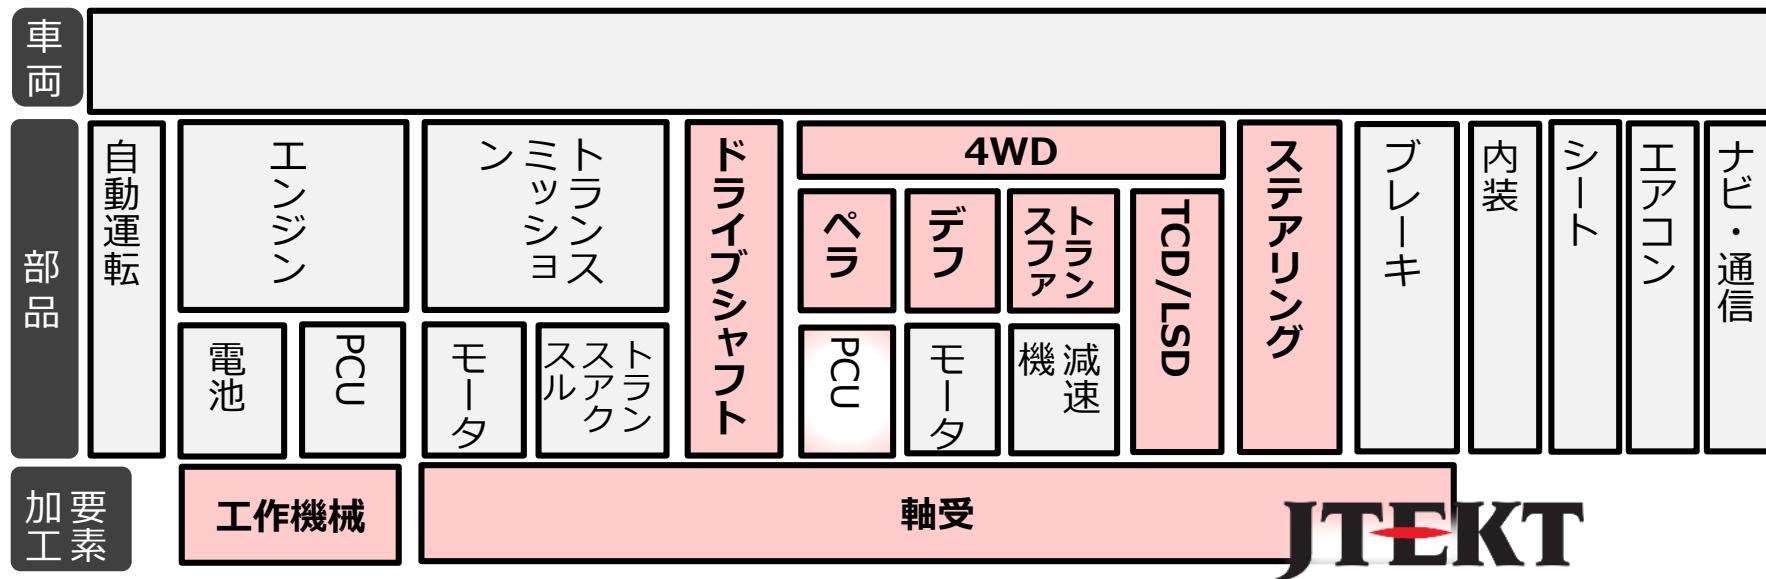 車両
部品
自動運転
エンジン
トランスミッション
ドライブシャフト
4WD
ペラ
デフ
トランスファ
TCD/LSD
ステアリング
ブレーキ
内装
シート
エアコン
ナビ・通信
電池
PCU
モータ
トランスアクスル
PCU
モータ
減速機
要素加工
工作機械
軸受
JTEKT